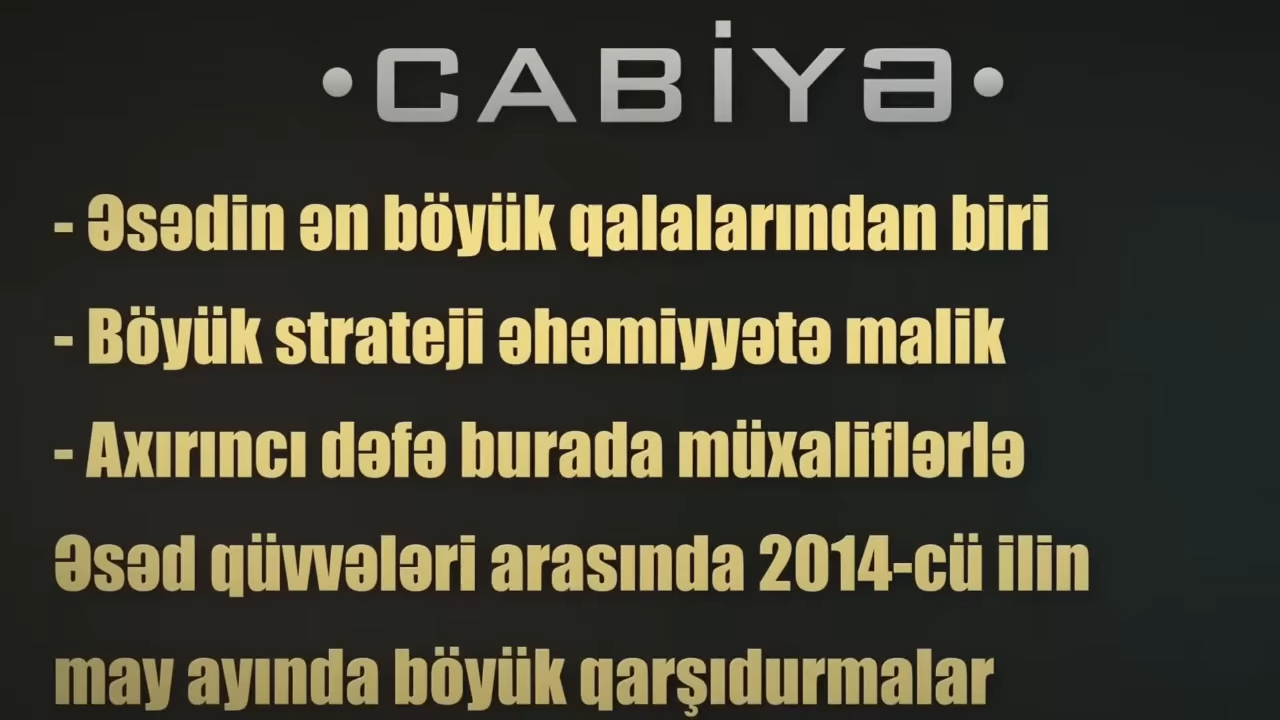 •CABİYƏ•
- Əsədin ən böyük qalalarından biri
- Böyük strateji əhəmiyyətə malik
- Axırıncı dəfə burada müxaliflərlə
Əsəd qüvvələri arasında 2014-cü ilin
may ayında böyük qarşıdurmalar